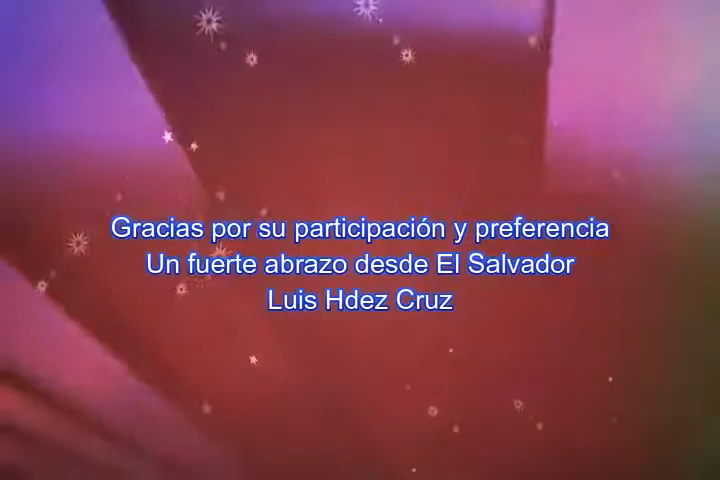 Gracias por su participación y preferencia
Un fuerte abrazo desde El Salvador
Luis Hdez Cruz